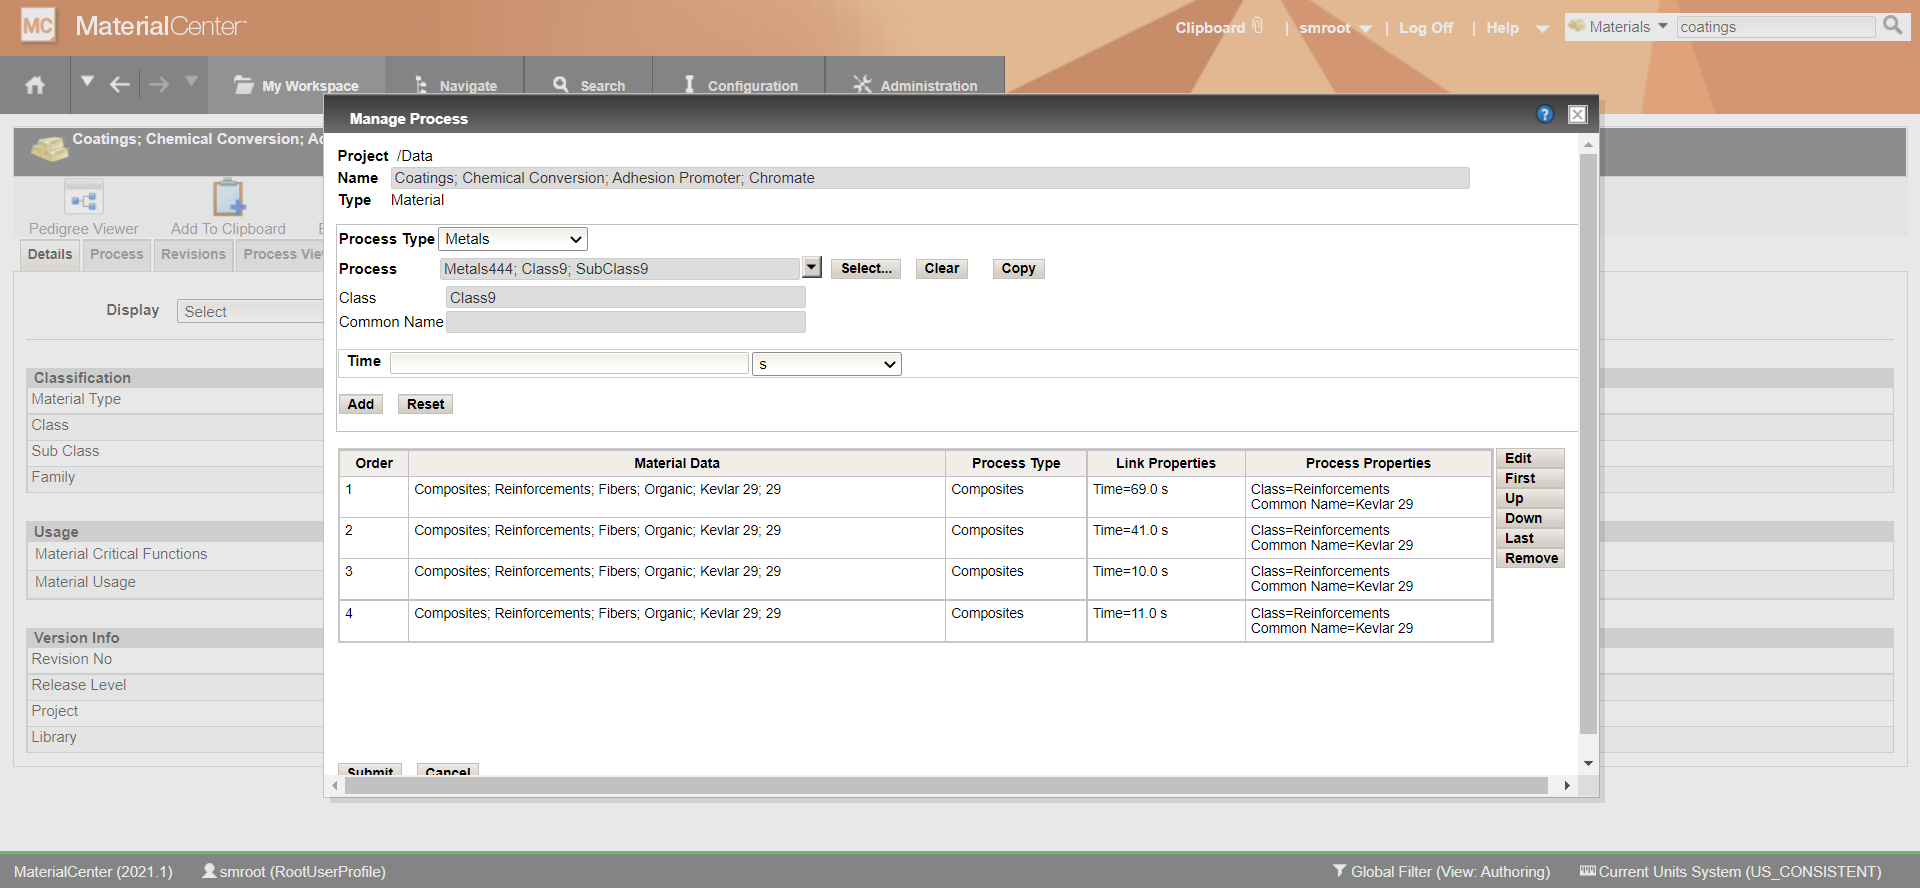 MC MaterialCenter
Clipboard | smroot | Log Off | Help Materials coatings
My Workspace Navigate Search Configuration Administration
Manage Process ?
Coatings; Chemical Conversion;
Pedigree Viewer Add To Clipboard
Details Process Revisions
Display Select
Classification
Material Type
Class
Sub Class
Family
Usage
Material Critical Functions
Material Usage
Version Info
Revision No
Release Level
Project
Library
Project /Data
Name Coatings; Chemical Conversion; Adhesion Promoter; Chromate
Type Material
Process Type Metals
Process Metals444; Class9; SubClass9 Select... Clear Copy
Class Class9
Common Name
Time s
Add Reset
Order Material Data Process Type Link Properties Process Properties
1 Composites; Reinforcements; Fibers; Organic; Kevlar 29; 29 Composites Time=69.0 s Class=Reinforcements
Common Name=Kevlar 29
2 Composites; Reinforcements; Fibers; Organic; Kevlar 29; 29 Composites Time=41.0 s Class=Reinforcements
Common Name=Kevlar 29
3 Composites; Reinforcements; Fibers; Organic; Kevlar 29; 29 Composites Time=10.0 s Class=Reinforcements
Common Name=Kevlar 29
4 Composites; Reinforcements; Fibers; Organic; Kevlar 29; 29 Composites Time=11.0 s Class=Reinforcements
Common Name=Kevlar 29
Edit
First
Up
Down
Last
Remove
Submit Cancel
MaterialCenter (2021.1) smroot (RootUserProfile) Global Filter (View: Authoring) Current Units System (US_CONSISTENT)